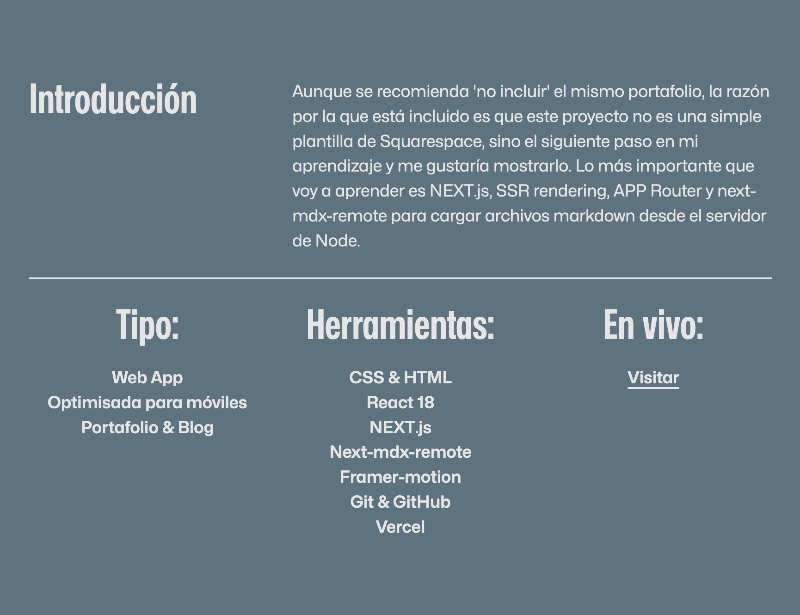 Introducción
Aunque se recomienda 'no incluir' el mismo portafolio, la razón
por la que está incluido es que este proyecto no es una simple
plantilla de Squarespace, sino el siguiente paso en mi
aprendizaje y me gustaría mostrarlo. Lo más importante que
voy a aprender es NEXT.js, SSR rendering, APP Router y next-
mdx-remote para cargar archivos markdown desde el servidor
de Node.
Tipo:
Web App
Optimisada para móviles
Portafolio & Blog
Herramientas:
CSS & HTML
React 18
NEXT.js
Next-mdx-remote
Framer-motion
Git & GitHub
Vercel
En vivo:
Visitar